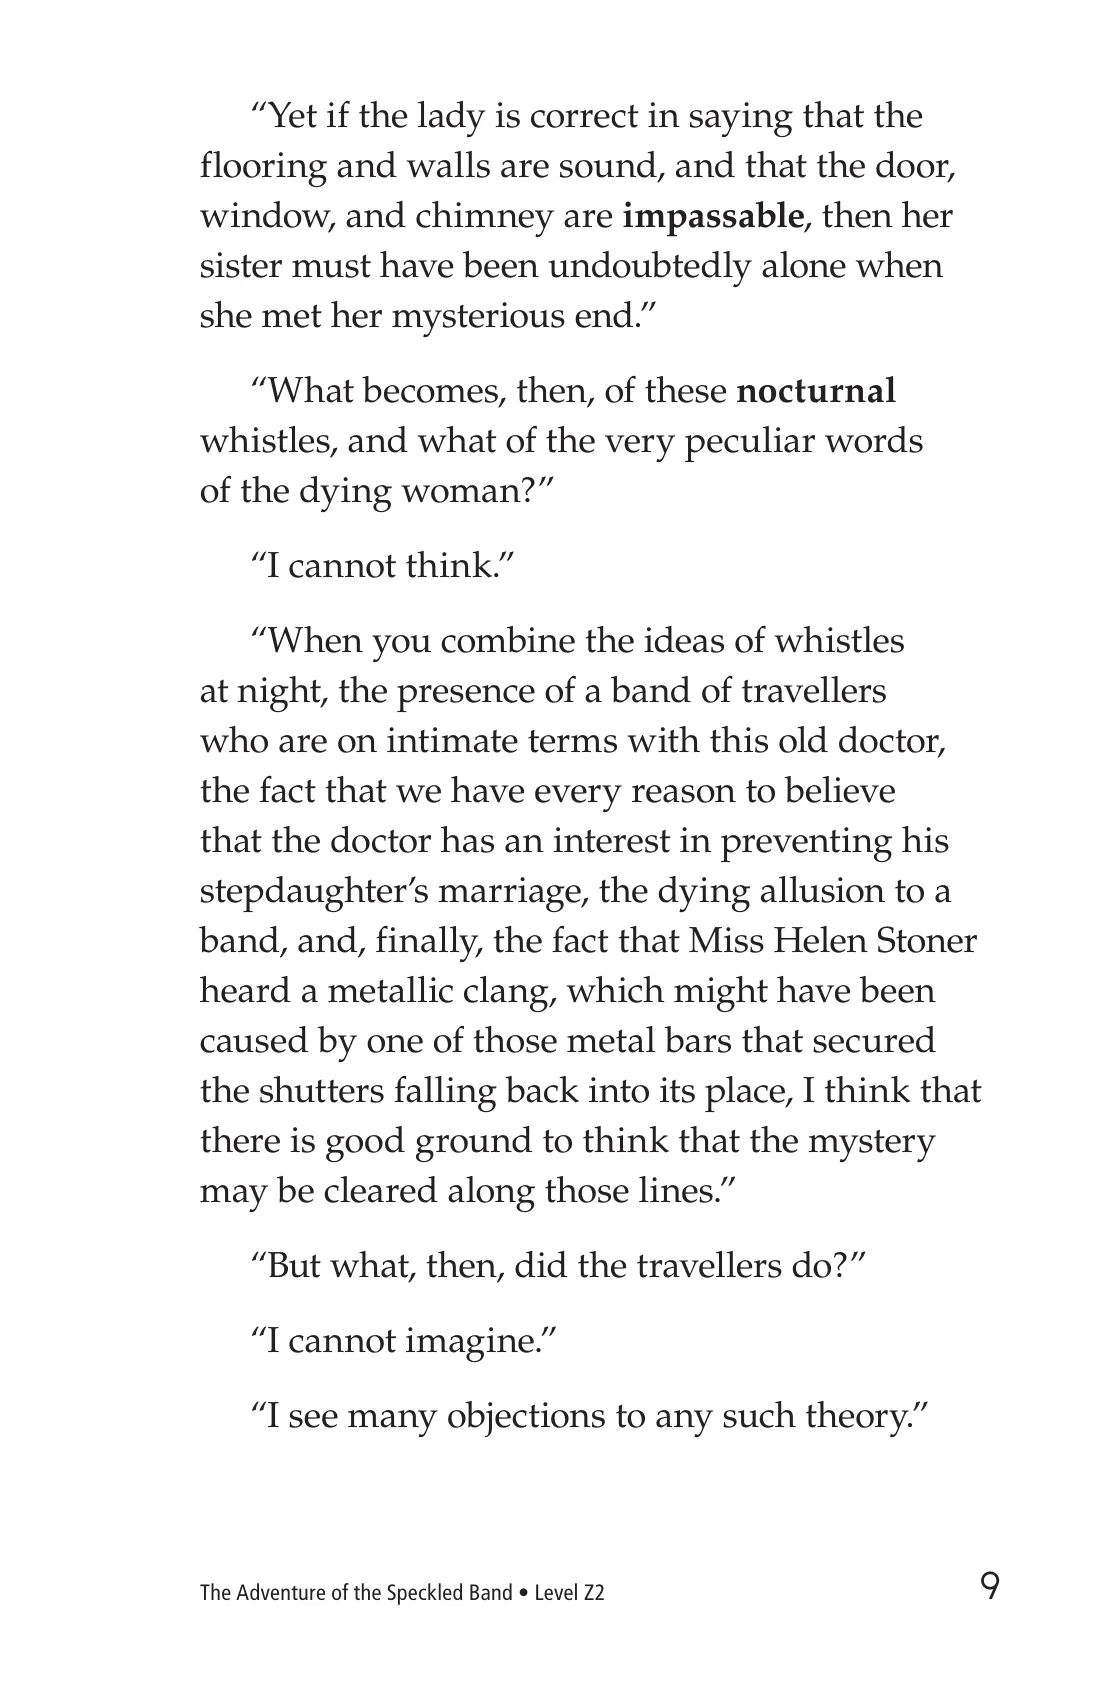 “Yet if the lady is correct in saying that the
flooring and walls are sound, and that the door,
window, and chimney are impassable, then her
sister must have been undoubtedly alone when
she met her mysterious end.”
“What becomes, then, of these nocturnal
whistles, and what of the very peculiar words
of the dying woman?”
“I cannot think.”
“When you combine the ideas of whistles
at night, the presence of a band of travellers
who are on intimate terms with this old doctor,
the fact that we have every reason to believe
that the doctor has an interest in preventing his
stepdaughter’s marriage, the dying allusion to a
band, and, finally, the fact that Miss Helen Stoner
heard a metallic clang, which might have been
caused by one of those metal bars that secured
the shutters falling back into its place, I think that
there is good ground to think that the mystery
may be cleared along those lines.”
“But what, then, did the travellers do?”
“I cannot imagine.”
“I see many objections to any such theory.”
The Adventure of the Speckled Band • Level Z2
9